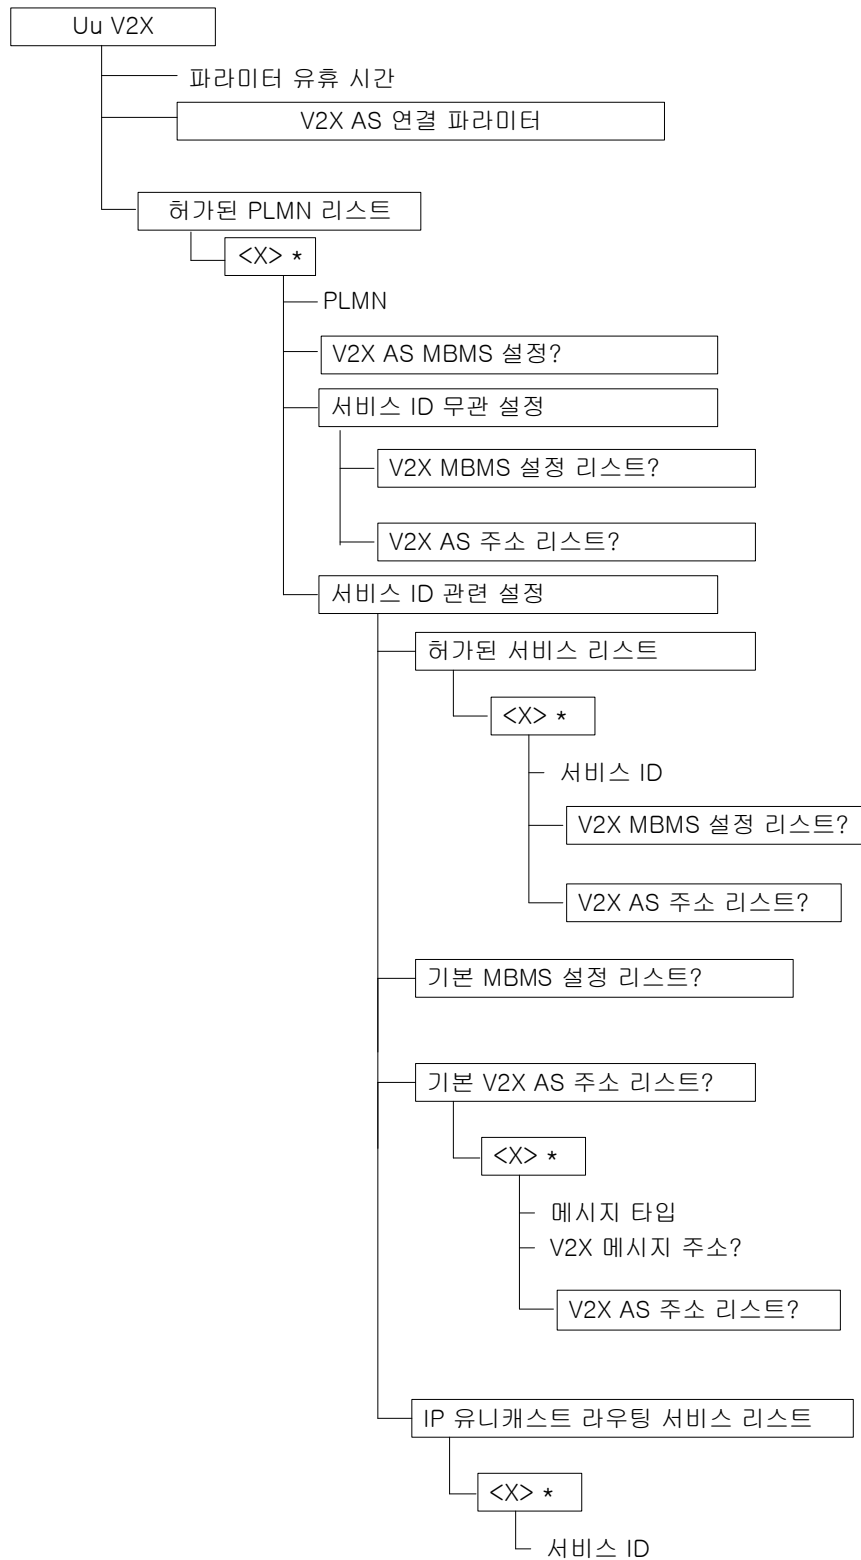 Uu V2X
파라미터 유휴 시간
V2X AS 연결 파라미터
허가된 PLMN 리스트
<X> *
PLMN
V2X AS MBMS 설정?
서비스 ID 무관 설정
V2X MBMS 설정 리스트?
V2X AS 주소 리스트?
서비스 ID 관련 설정
허가된 서비스 리스트
<X> *
서비스 ID
V2X MBMS 설정 리스트?
V2X AS 주소 리스트?
기본 MBMS 설정 리스트?
기본 V2X AS 주소 리스트?
<X> *
메시지 타입
V2X 메시지 주소?
V2X AS 주소 리스트?
IP 유니캐스트 라우팅 서비스 리스트
<X> *
서비스 ID